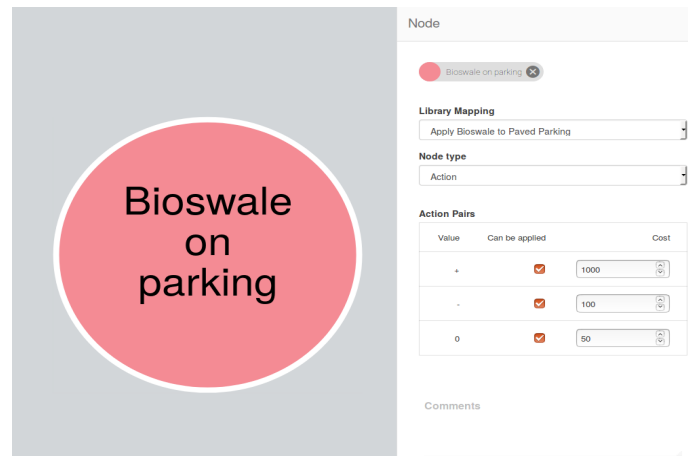 Bioswale
on
parking
Node
Bioswale on parking
Library Mapping
Apply Bioswale to Paved Parking
Node type
Action
Action Pairs
Value Can be applied Cost
+ 1000
- 100
0 50
Comments